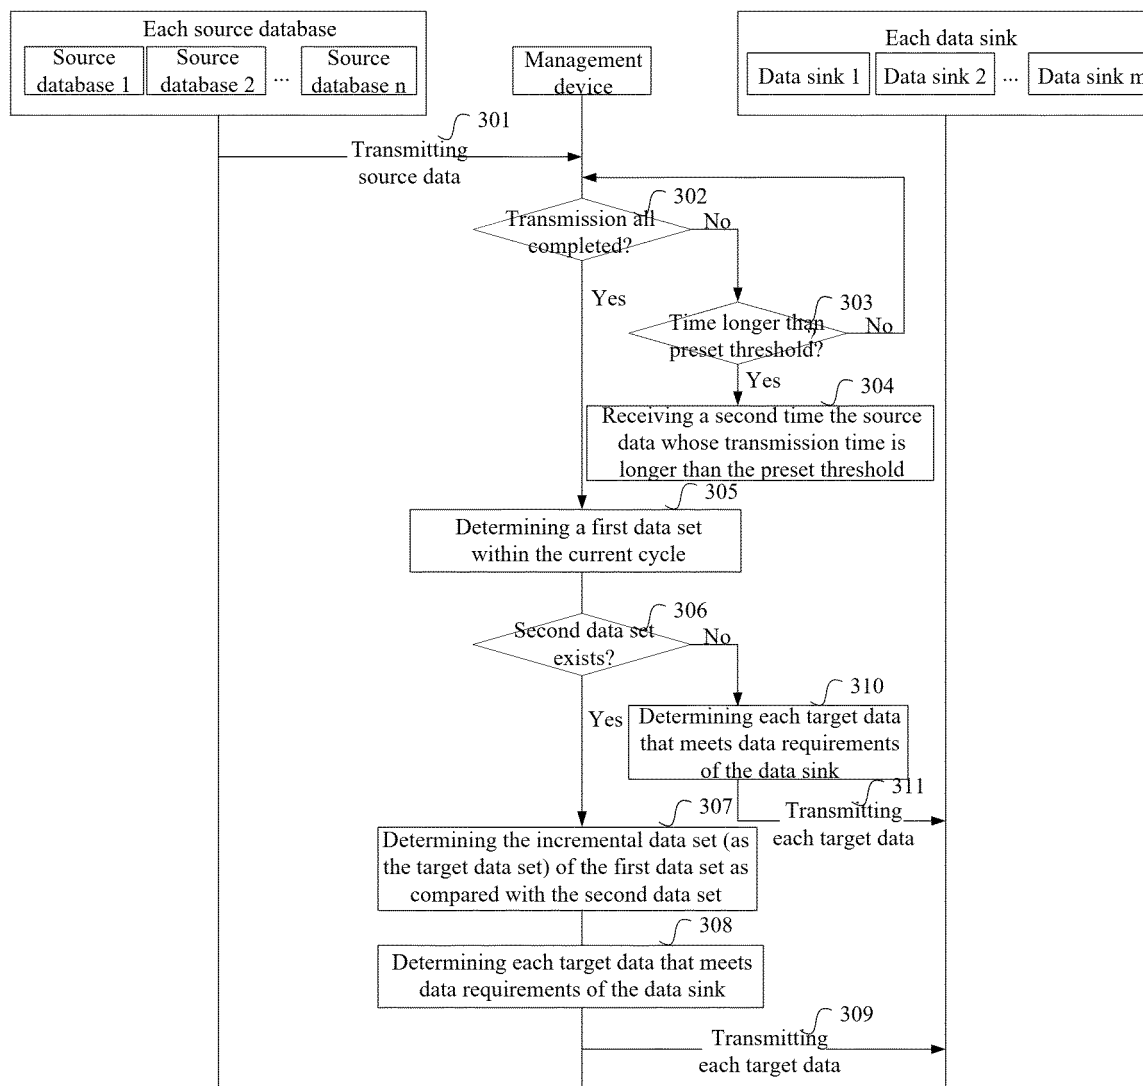 Each source database
Source
database 1
Source
database 2
...
Source
database n
Management
device
Each data sink
Data sink 1
Data sink 2
...
Data sink m
301
Transmitting
source data
302
Transmission all
completed?
No
Yes
303
Time longer than
preset threshold?
No
Yes
304
Receiving a second time the source
data whose transmission time is
longer than the preset threshold
305
Determining a first data set
within the current cycle
306
Second data set
exists?
No
Yes
310
Determining each target data
that meets data requirements
of the data sink
311
Transmitting
each target data
307
Determining the incremental data set (as
the target data set) of the first data set as
compared with the second data set
308
Determining each target data that meets
data requirements of the data sink
309
Transmitting
each target data